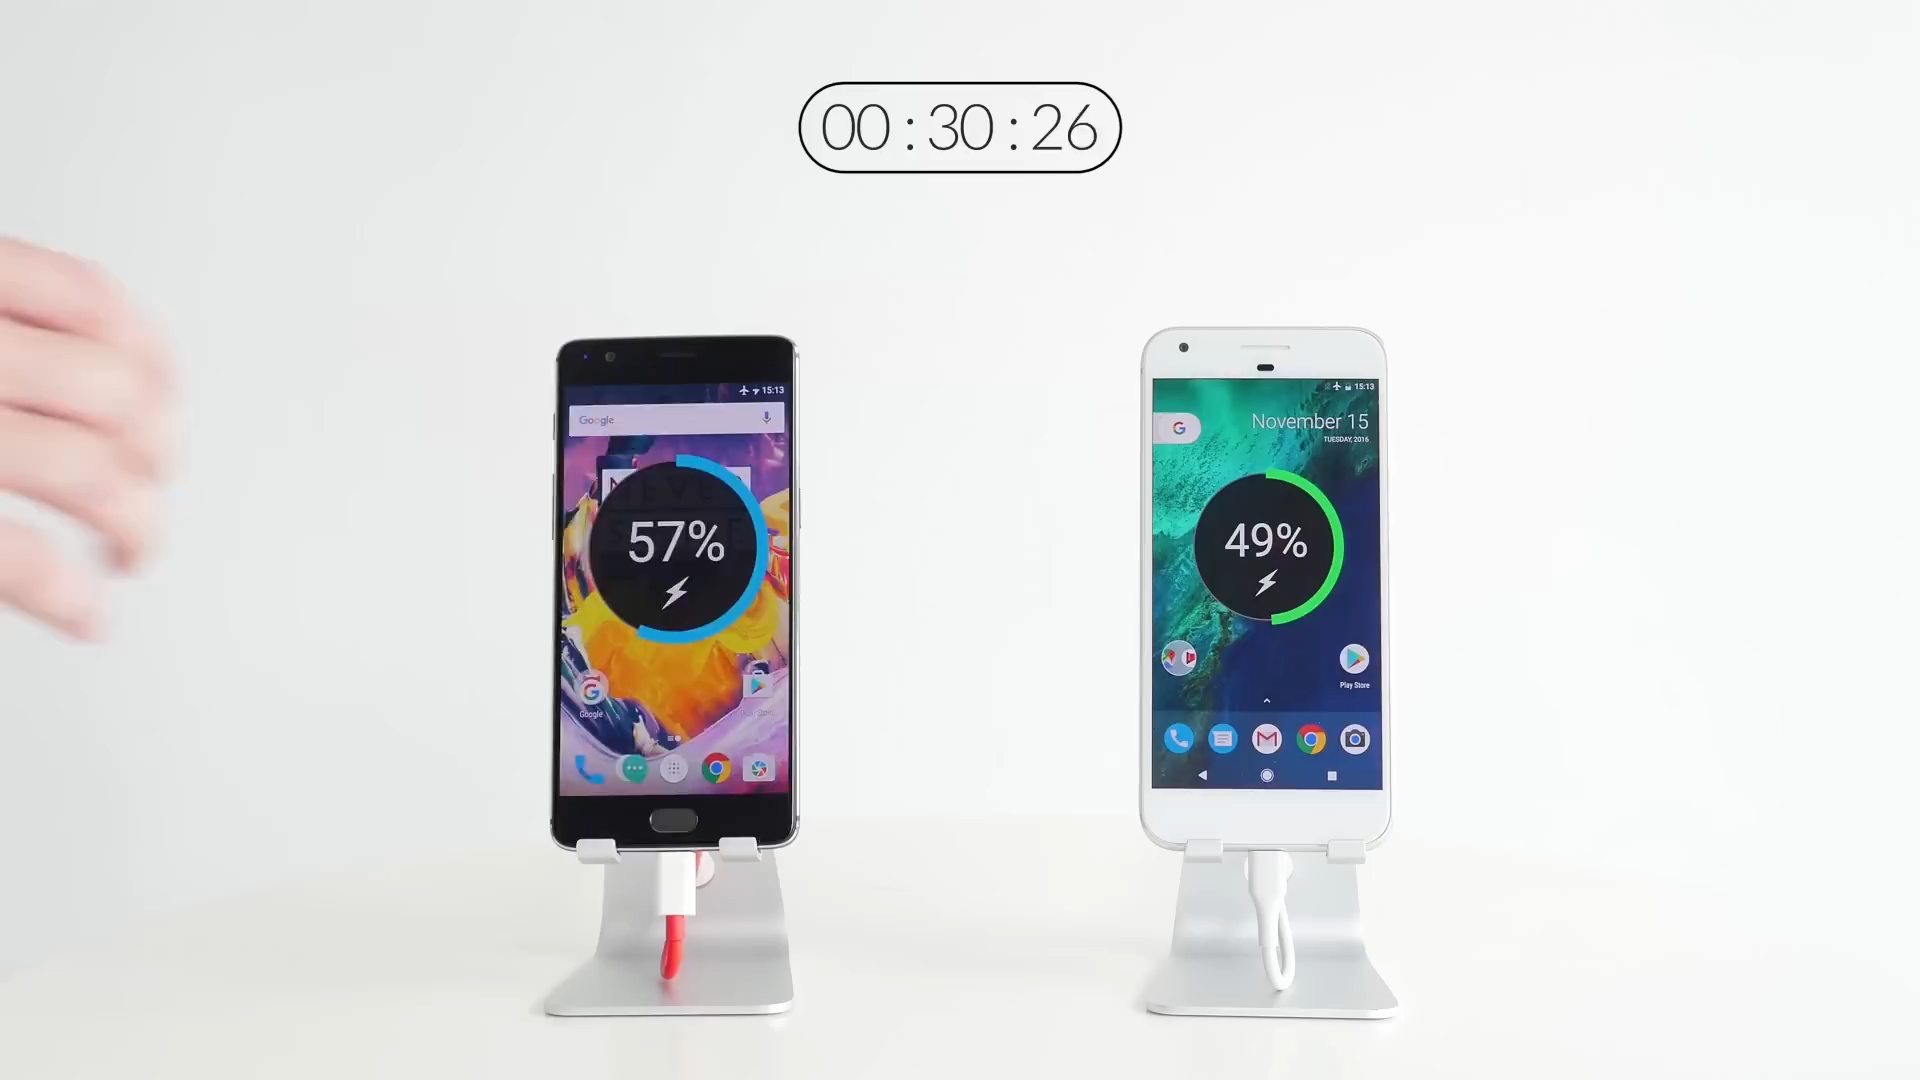 00:30:26
15:13
Google
57%
Google
15:13
G
November 15
TUESDAY, 2016
49%
Play Store